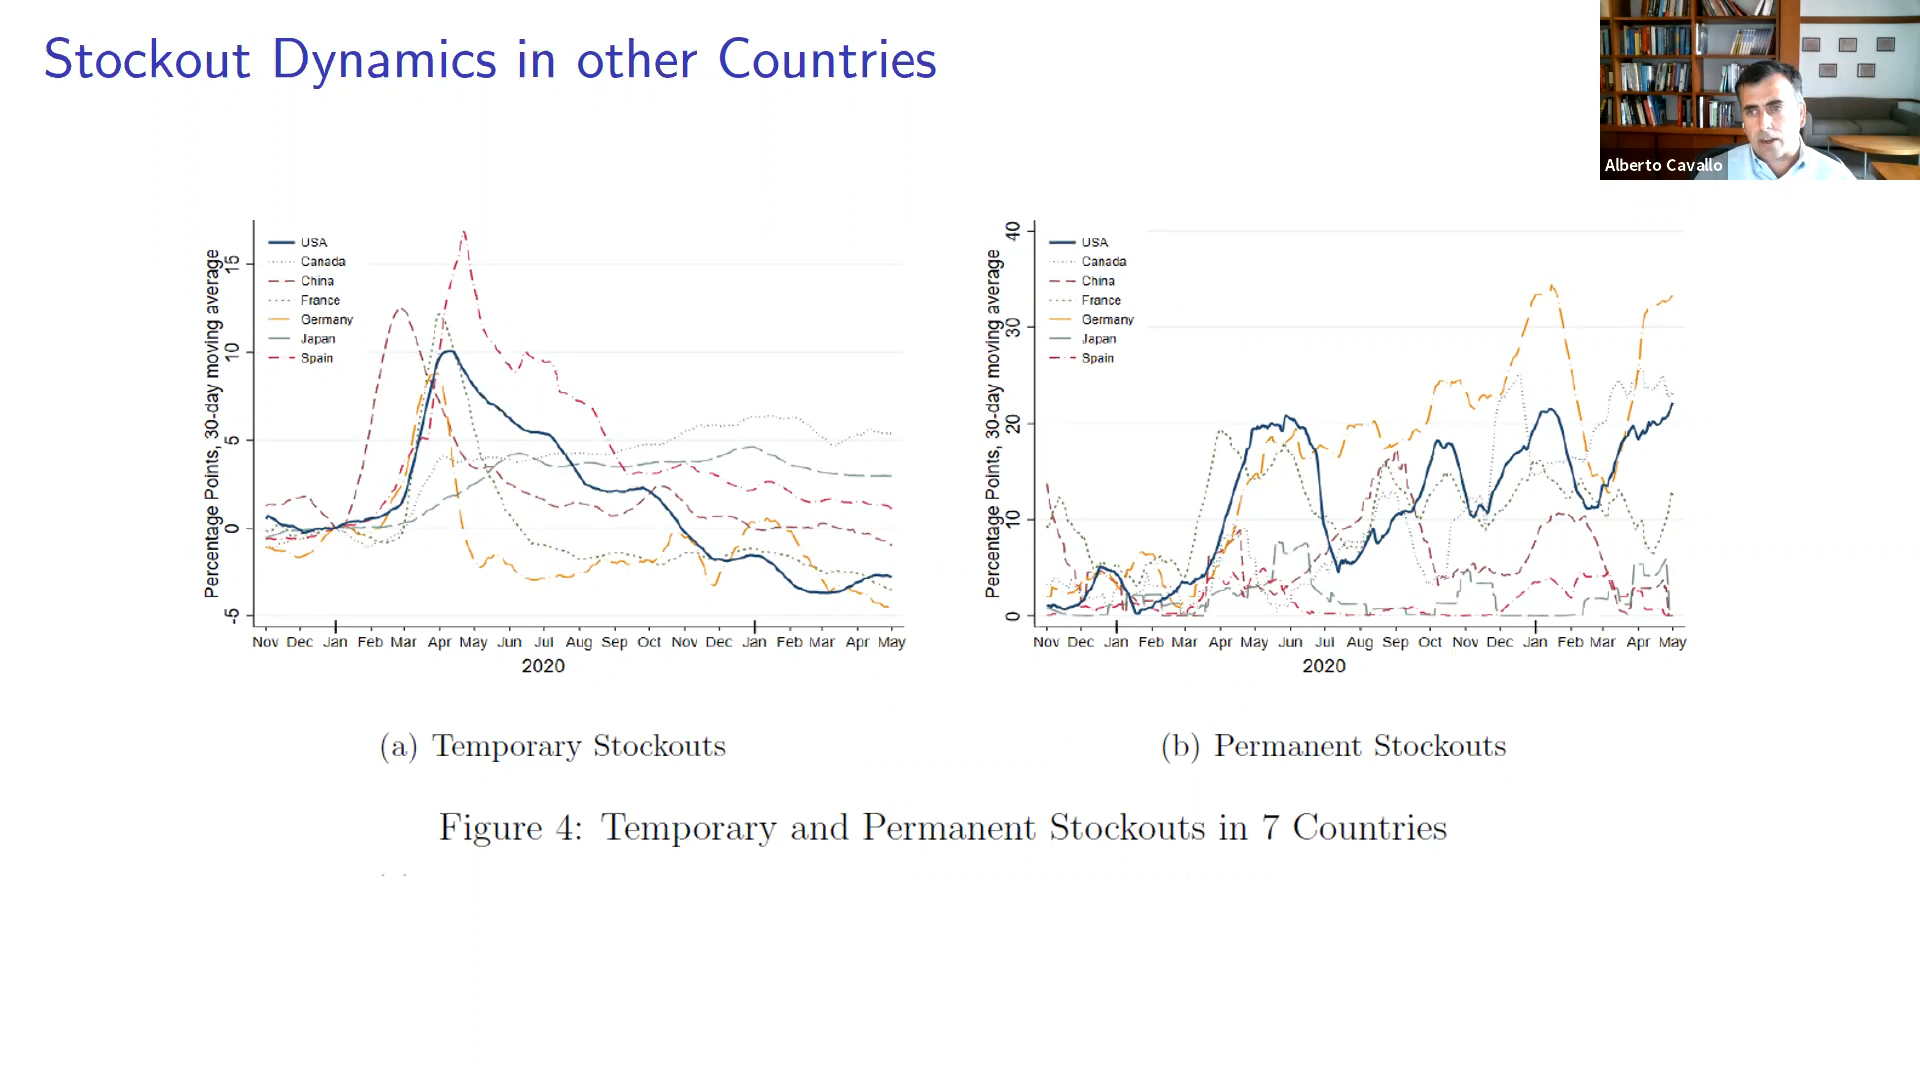 Stockout Dynamics in other Countries
Alberto Cavallo
Percentage Points, 30-day moving average
15
10
5
0
-5
USA
Canada
China
France
Germany
Japan
Spain
Nov Dec Jan Feb Mar Apr May Jun Jul Aug Sep Oct Nov Dec Jan Feb Mar Apr May
2020
(a) Temporary Stockouts
Percentage Points, 30-day moving average
40
30
20
10
0
USA
Canada
China
France
Germany
Japan
Spain
Nov Dec Jan Feb Mar Apr May Jun Jul Aug Sep Oct Nov Dec Jan Feb Mar Apr May
2020
(b) Permanent Stockouts
Figure 4: Temporary and Permanent Stockouts in 7 Countries